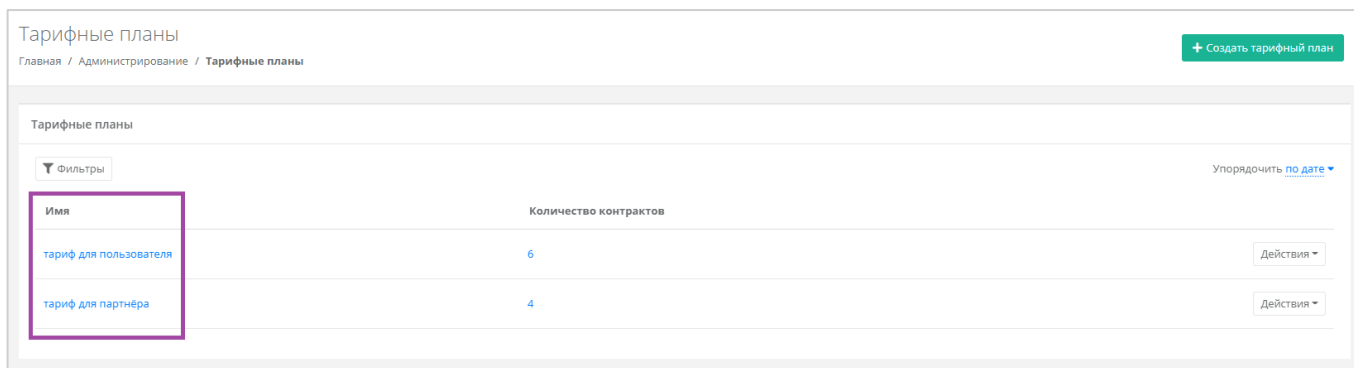 Тарифные планы
+ Создать тарифный план
Главная / Администрирование / Тарифные планы
Тарифные планы
Фильтры
Упорядочить по дате
Имя Количество контрактов
тариф для пользователя 6 Действия
тариф для партнёра 4 Действия